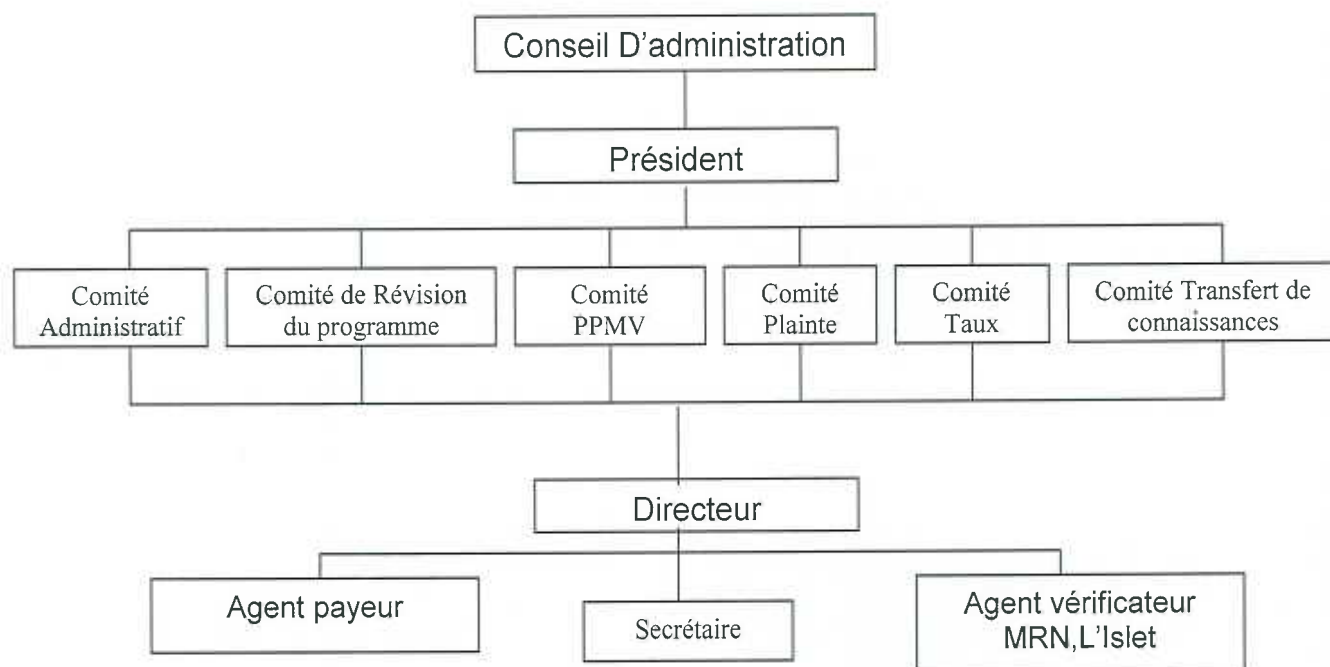 Conseil D'administration
Président
Comité
Administratif
Comité de Révision
du programme
Comité
PPMV
Comité
Plainte
Comité
Taux
Comité Transfert de
connaissances
Directeur
Agent payeur
Secrétaire
Agent vérificateur
MRN,L'Islet